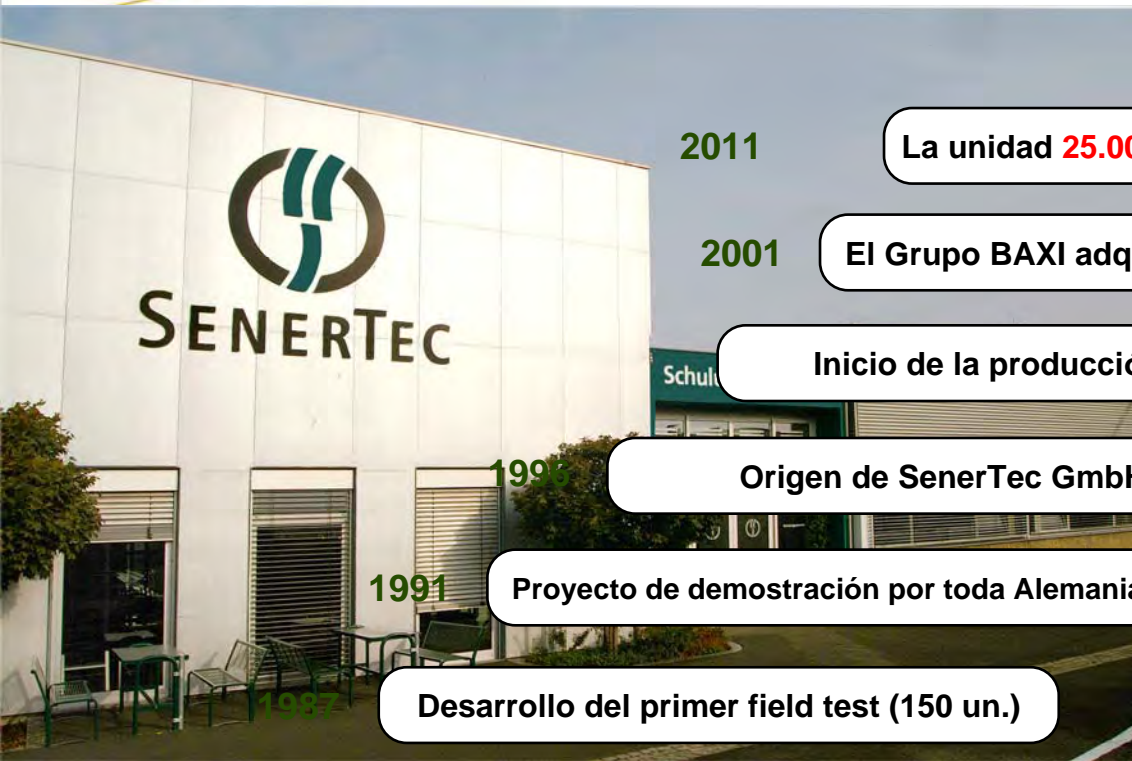 SENERTEC
2011 La unidad 25.00
2001 El Grupo BAXI adq
Inicio de la producció
1996 Origen de SenerTec GmbH
1991 Proyecto de demostración por toda Alemania
1987 Desarrollo del primer field test (150 un.)